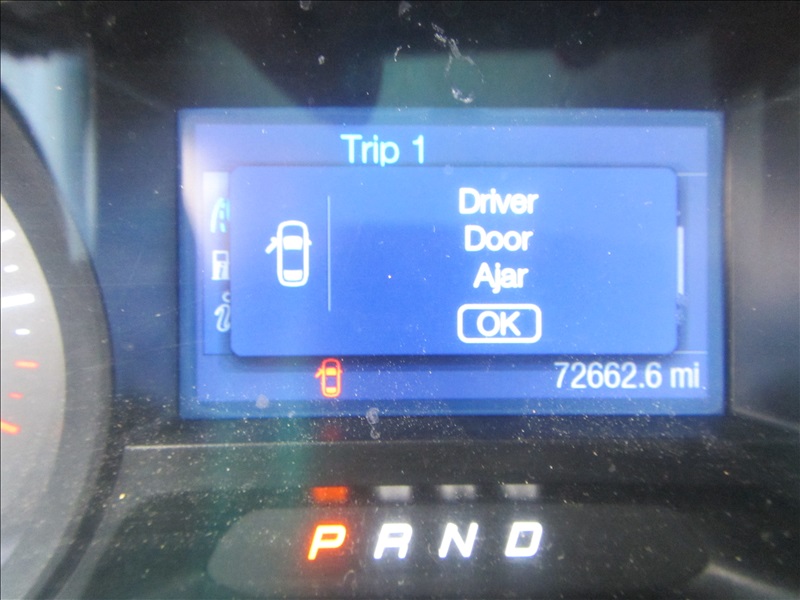 Trip 1
Driver
Door
Ajar
OK
72662.6 mi
P R N D